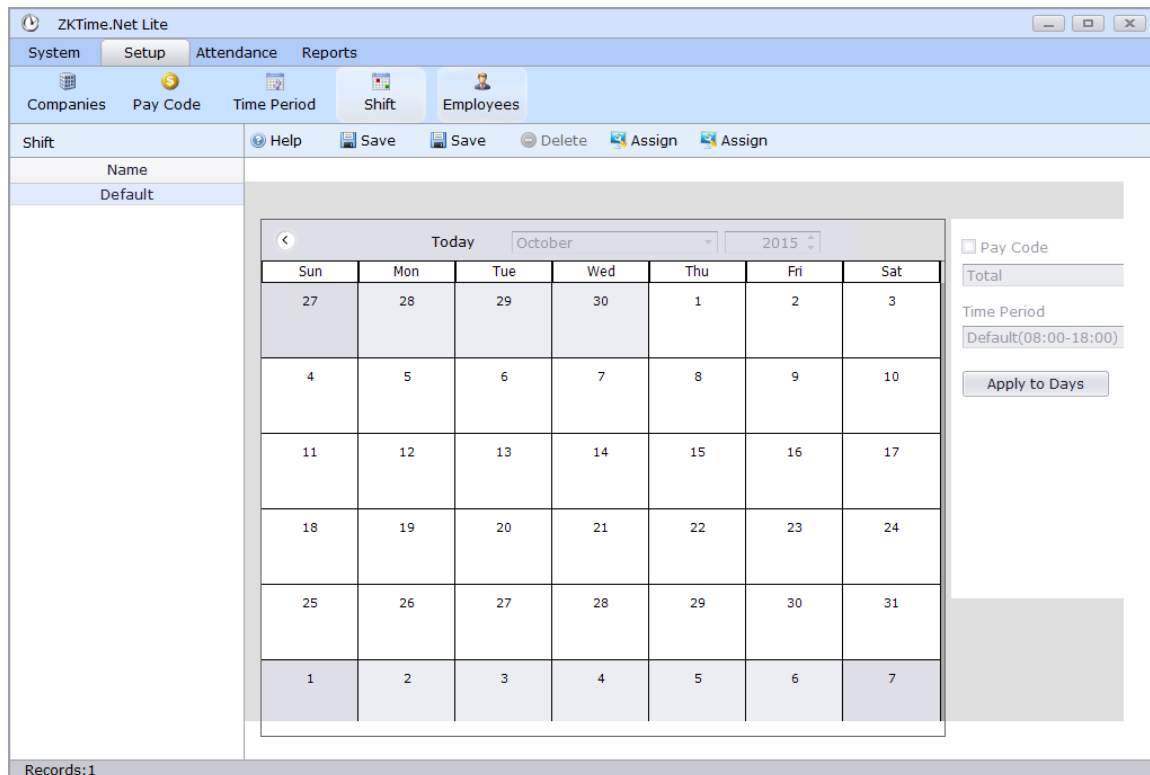 ZKTime.Net Lite
System Setup Attendance Reports
Companies Pay Code Time Period Shift Employees
Shift
Help Save Save Delete Assign Assign
Name
Default
Today October 2015
Sun Mon Tue Wed Thu Fri Sat
27 28 29 30 1 2 3
4 5 6 7 8 9 10
11 12 13 14 15 16 17
18 19 20 21 22 23 24
25 26 27 28 29 30 31
1 2 3 4 5 6 7
Pay Code
Total
Time Period
Default(08:00-18:00)
Apply to Days
Records:1